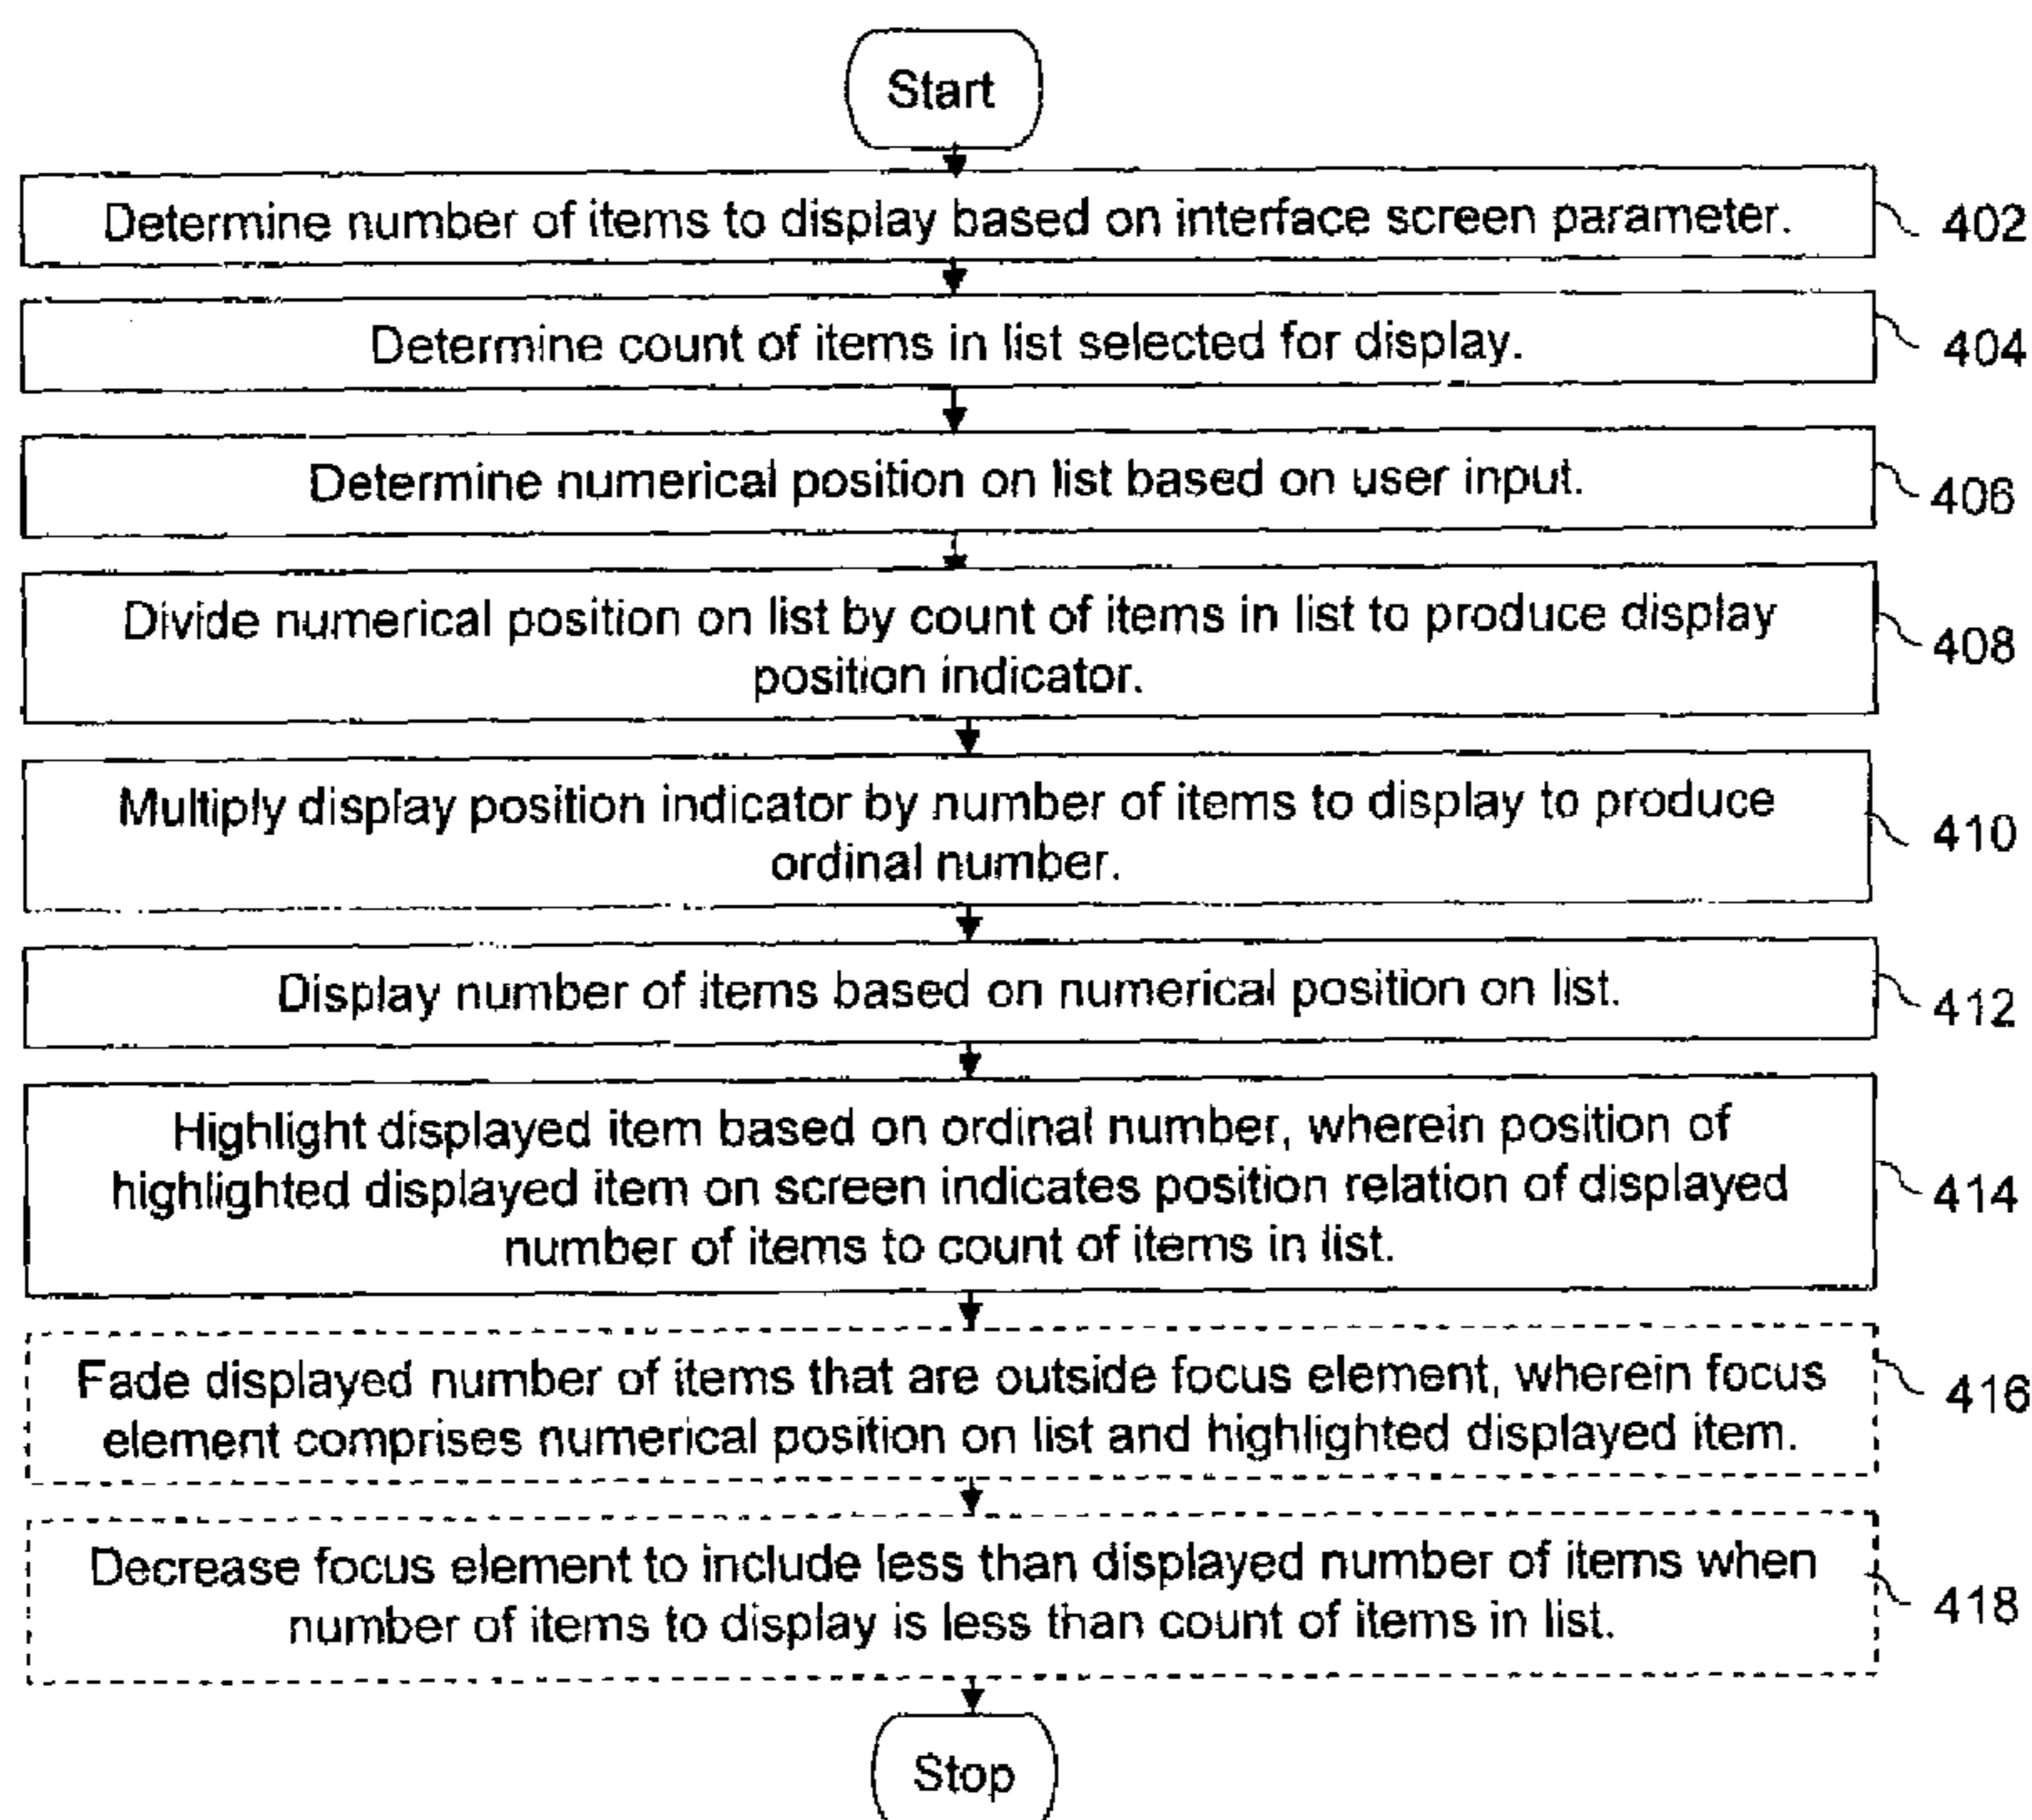 Start
Determine number of items to display based on interface screen parameter.
402
Determine count of items in list selected for display.
404
Determine numerical position on list based on user input.
406
Divide numerical position on list by count of items in list to produce display
position indicator.
408
Multiply display position indicator by number of items to display to produce
ordinal number.
410
Display number of items based on numerical position on list.
412
Highlight displayed item based on ordinal number, wherein position of
highlighted displayed item on screen indicates position relation of displayed
number of items to count of items in list.
414
Fade displayed number of items that are outside focus element, wherein focus
element comprises numerical position on list and highlighted displayed item.
416
Decrease focus element to include less than displayed number of items when
number of items to display is less than count of items in list.
418
Stop